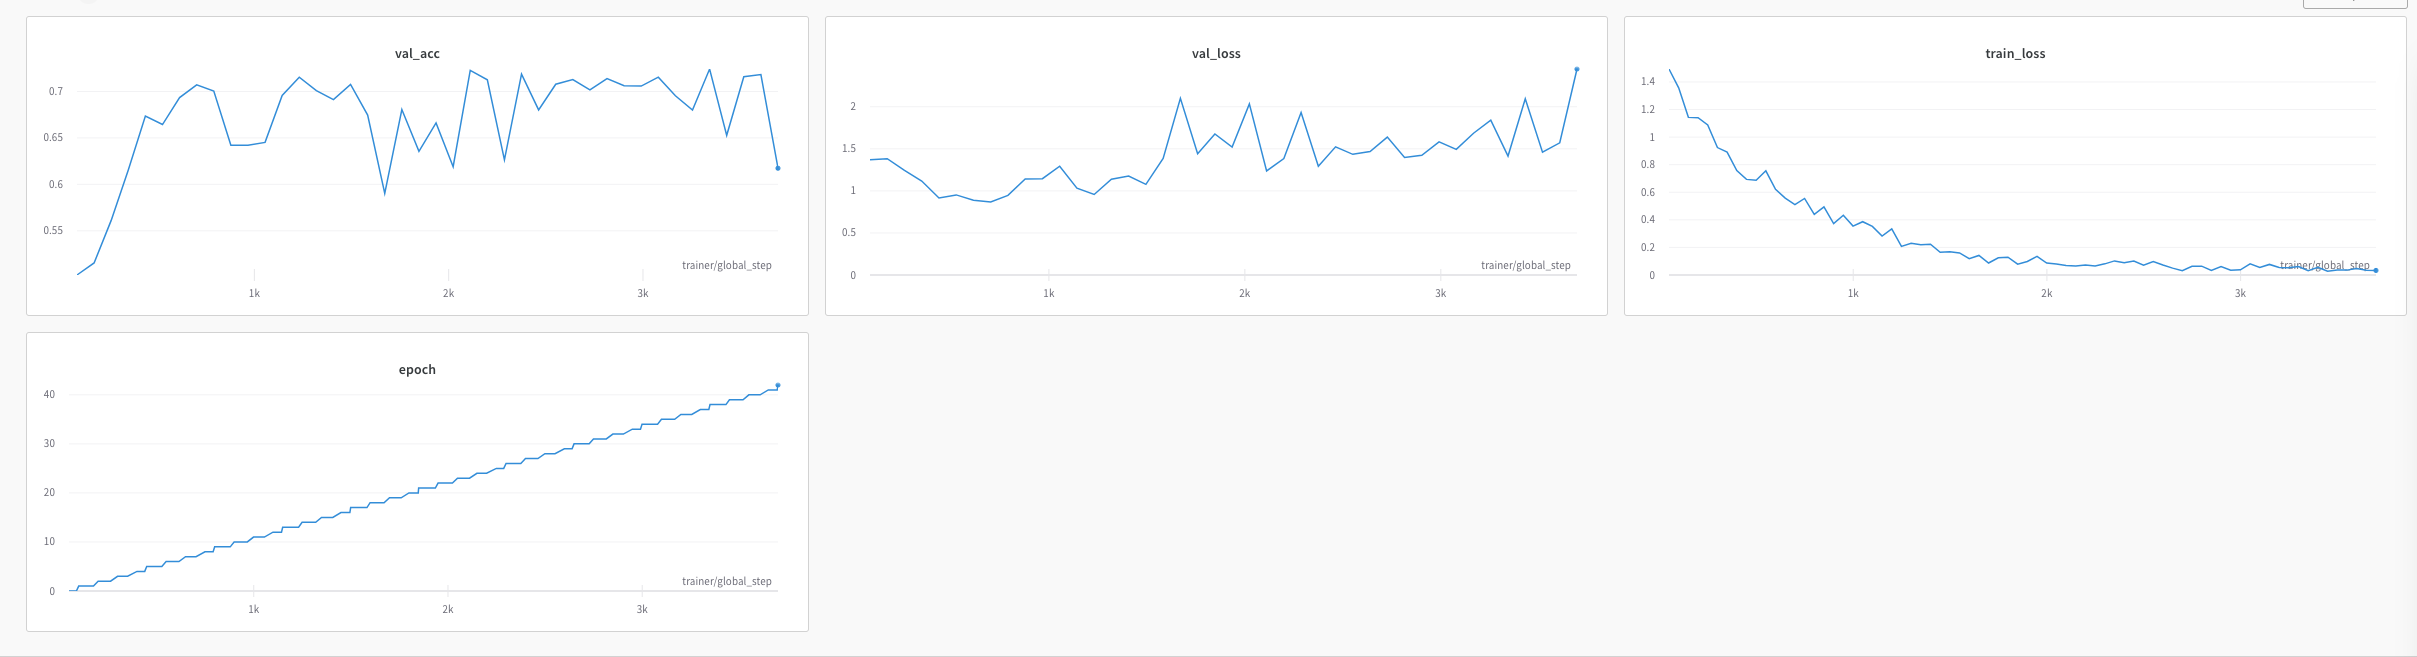 val_acc
0.7
0.65
0.6
0.55
trainer/global_step
1k
2k
3k
val_loss
2
1.5
1
0.5
0
trainer/global_step
1k
2k
3k
train_loss
1.4
1.2
1
0.8
0.6
0.4
0.2
0
trainer/global_step
1k
2k
3k
epoch
40
30
20
10
0
trainer/global_step
1k
2k
3k